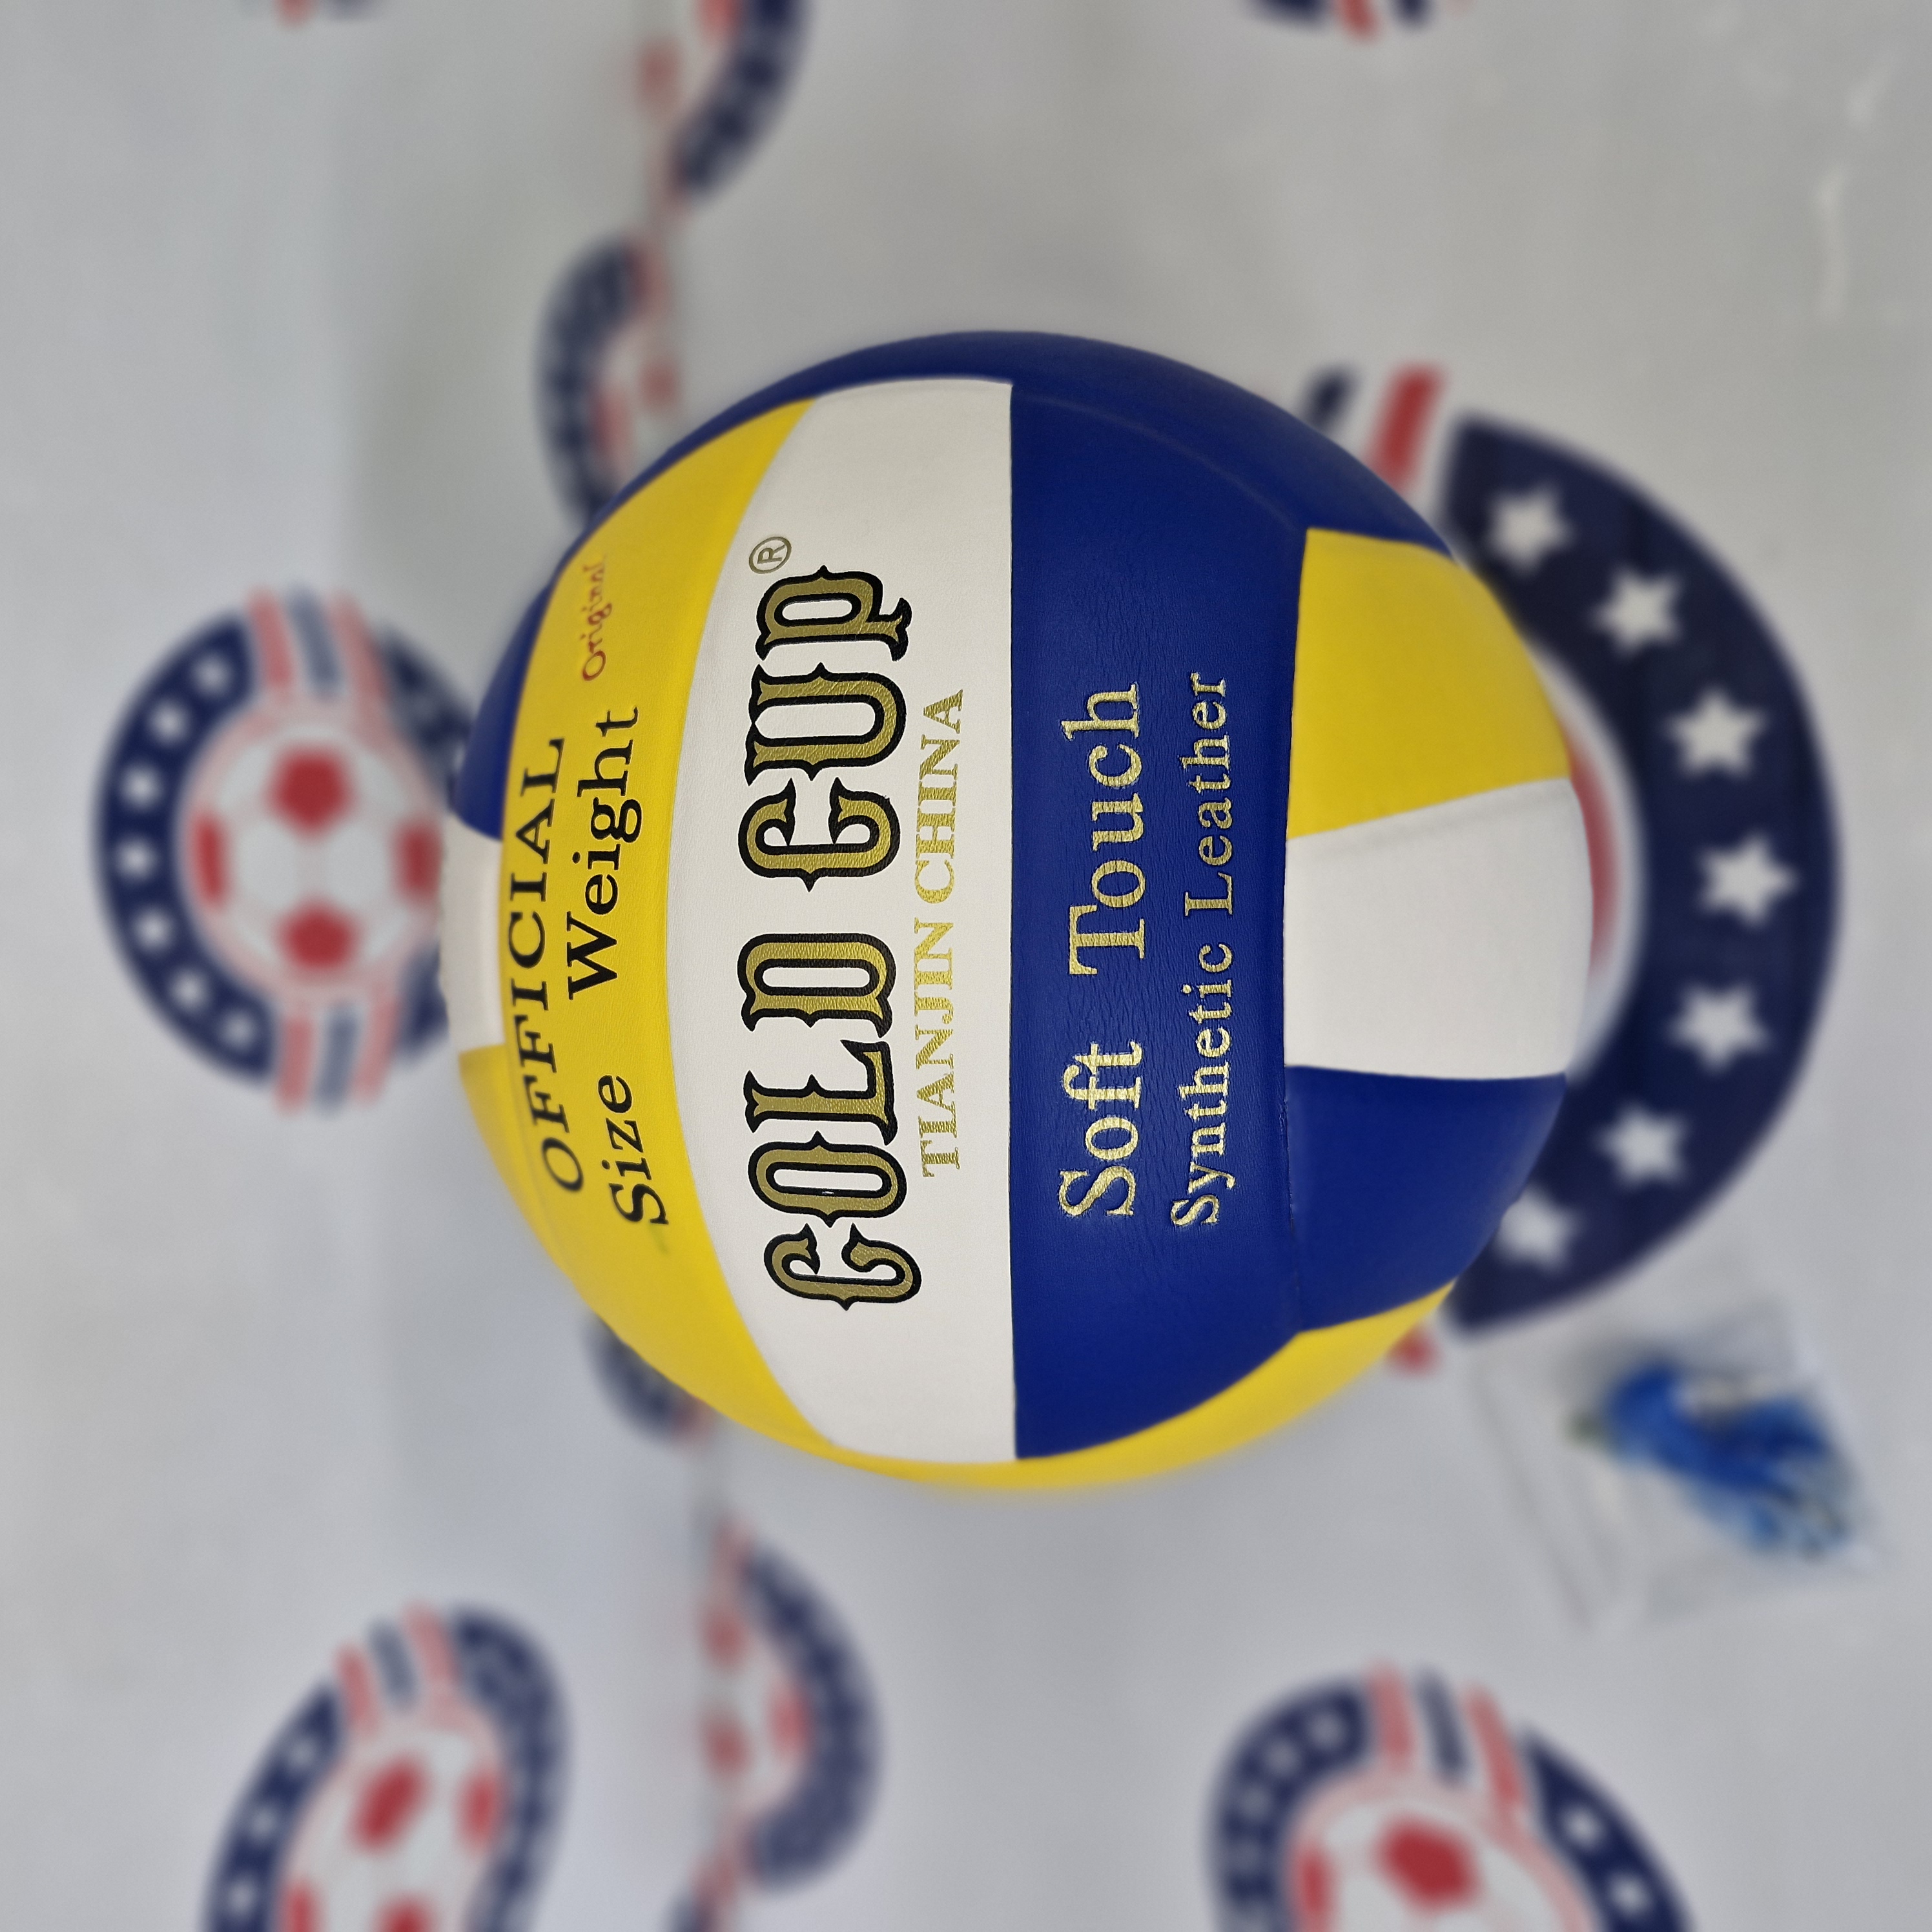 OFFICIAL
Size Weight Original
GOLD CUP®
TIANJIN CHINA
Soft Touch
Synthetic Leather